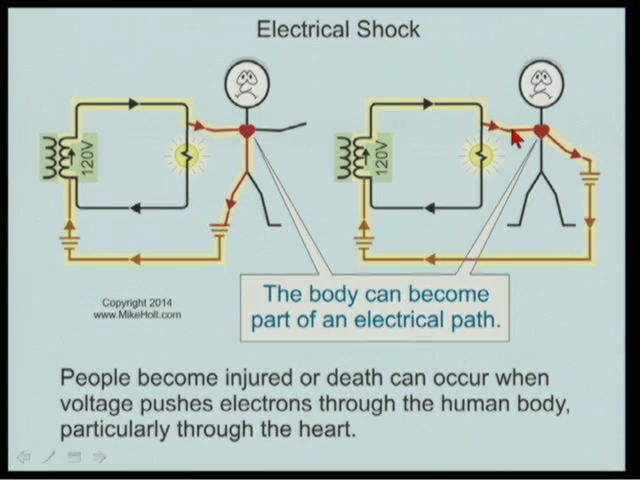 Electrical Shock
120V
120V
The body can become
part of an electrical path.
Copyright 2014
www.MikeHolt.com
People become injured or death can occur when
voltage pushes electrons through the human body,
particularly through the heart.